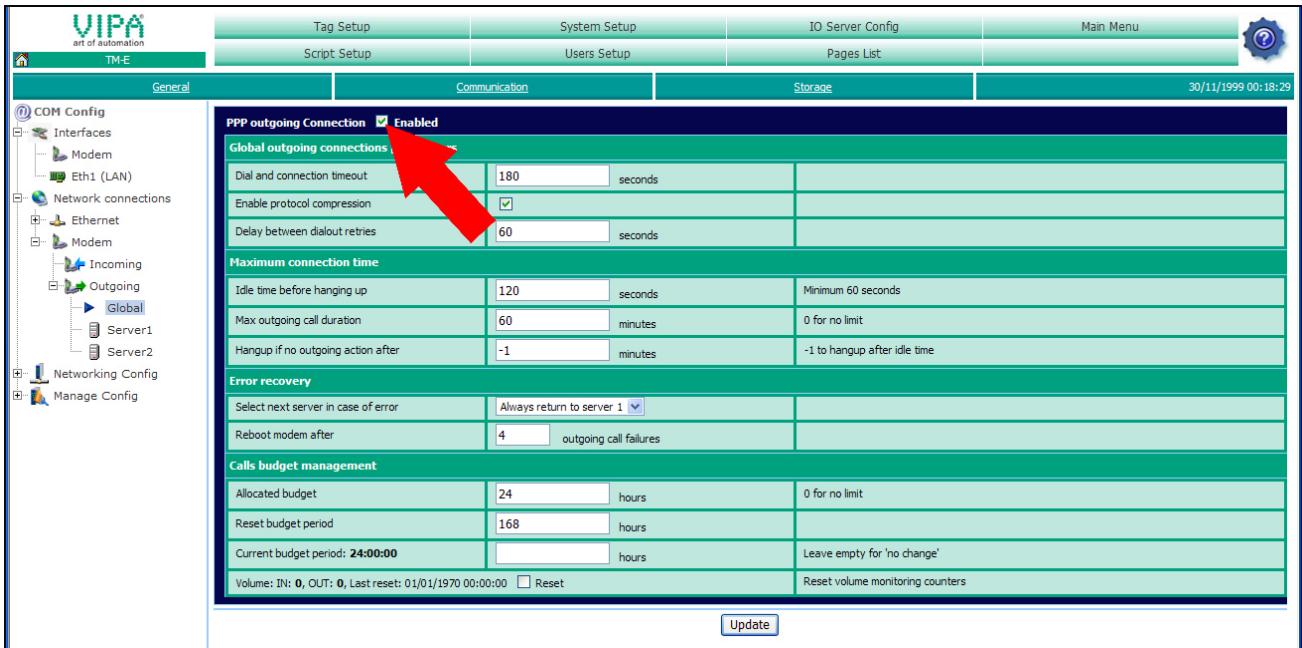 VIPA
art of automation
TM-E
Tag Setup
System Setup
IO Server Config
Main Menu
Script Setup
Users Setup
Pages List
General
Communication
Storage
30/11/1999 00:18:29
COM Config
Interfaces
Modem
Eth1 (LAN)
Network connections
Ethernet
Modem
Incoming
Outgoing
Global
Server1
Server2
Networking Config
Manage Config
PPP outgoing Connection Enabled
Global outgoing connections
Dial and connection timeout 180 seconds
Enable protocol compression
Delay between dialout retries 60 seconds
Maximum connection time
Idle time before hanging up 120 seconds Minimum 60 seconds
Max outgoing call duration 60 minutes 0 for no limit
Hangup if no outgoing action after -1 minutes -1 to hangup after idle time
Error recovery
Select next server in case of error Always return to server 1
Reboot modem after 4 outgoing call failures
Calls budget management
Allocated budget 24 hours 0 for no limit
Reset budget period 168 hours
Current budget period: 24:00:00 hours Leave empty for 'no change'
Volume: IN: 0, OUT: 0, Last reset: 01/01/1970 00:00:00 Reset Reset volume monitoring counters
Update